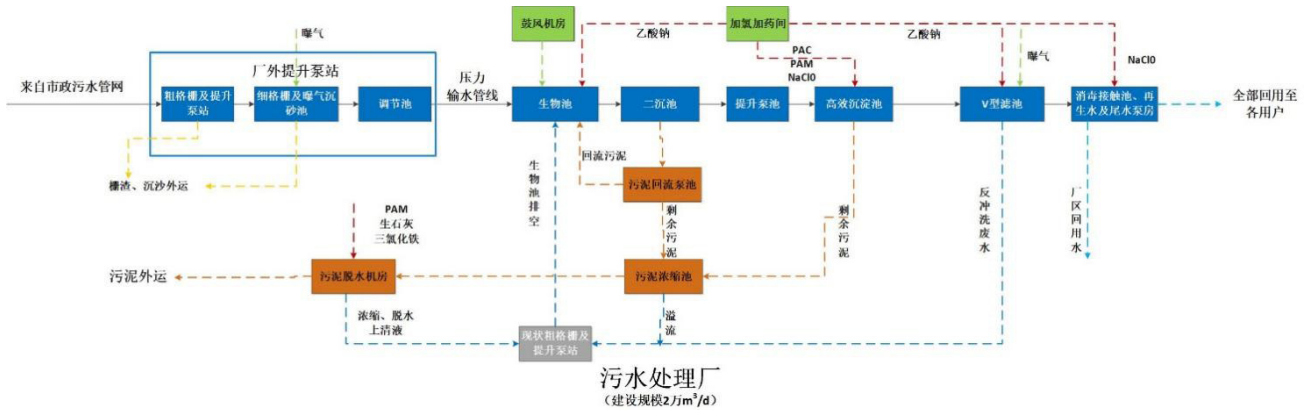 鼓风机房
加氯加药间
曝气
乙酸钠
乙酸钠
曝气
PAC
PAM
NaCl0
NaCl0
厂外提升泵站
压力
输水管线
来自市政污水管网
粗格栅及提升
泵站
细格栅及曝气沉
砂池
调节池
生物池
二沉池
提升泵池
高效沉淀池
V型滤池
消毒接触池、再
生水及尾水泵房
全部回用至
各用户
栅渣、沉沙外运
回流污泥
污泥回流泵池
生物池排空
剩余污泥
剩余污泥
反冲洗废水
厂区回用水
PAM
生石灰
三氯化铁
污泥外运
污泥脱水机房
污泥浓缩池
浓缩、脱水
上清液
溢流
现状粗格栅及
提升泵站
污水处理厂
（建设规模2万m³/d）